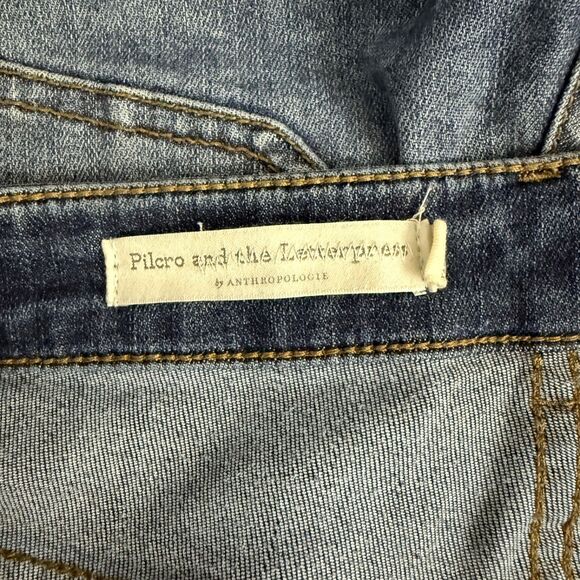 Pilcro and the Letterpress
by ANTHROPOLOGIE